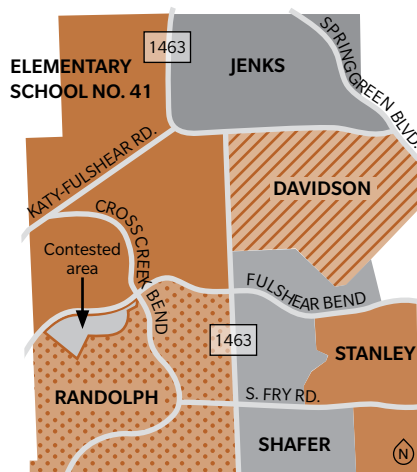 1463
SPRING GREEN BLVD.
ELEMENTARY
SCHOOL NO. 41
JENKS
KATY-FULSHEAR RD.
DAVIDSON
CROSS CREEK BEND
Contested
area
FULSHEAR BEND
1463
STANLEY
RANDOLPH
S. FRY RD.
SHAFER
N